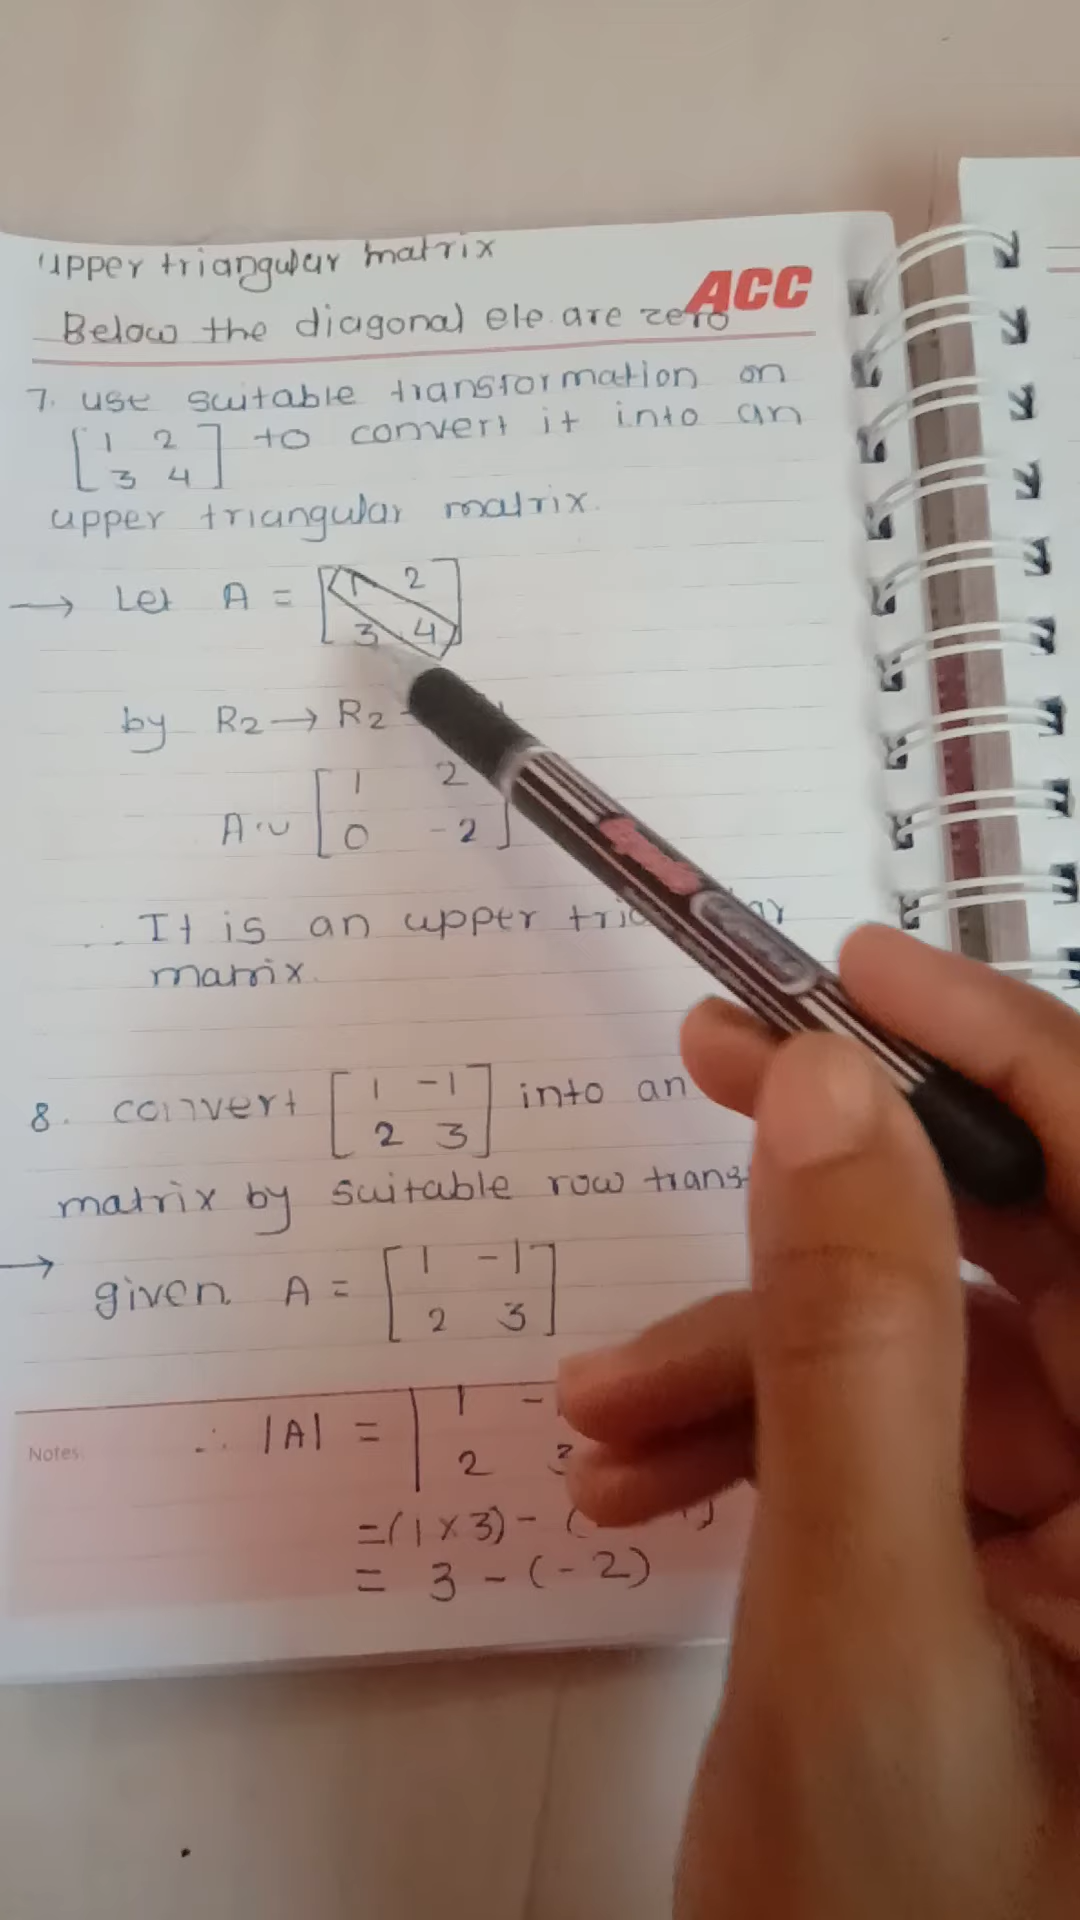 upper triangular matrix
ACC
Below the diagonal ele. are zero
7. use suitable transformation on
[1 2
3 4] to convert it into an
upper triangular matrix.
→ Let A = [1 2
3 4]
by R2 → R2 -
A ~ [1 2
0 -2]
∴ It is an upper
matrix.
8. convert [1 -1
2 3] into an
matrix by suitable row trans
→ given A = [1 -1
2 3]
Notes:
∴ |A| = |1 -
2 3
= (1 x 3) - (
= 3 - (-2)